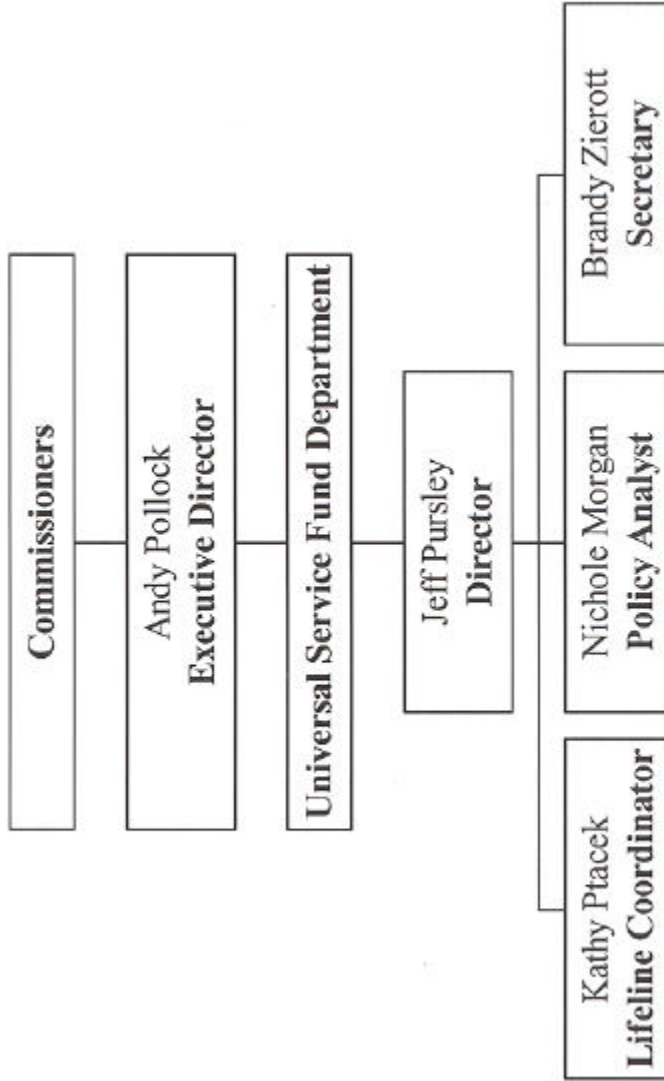 Commissioners
Andy Pollock
Executive Director
Universal Service Fund Department
Jeff Pursley
Director
Kathy Ptacek
Lifeline Coordinator
Nichole Morgan
Policy Analyst
Brandy Zierott
Secretary